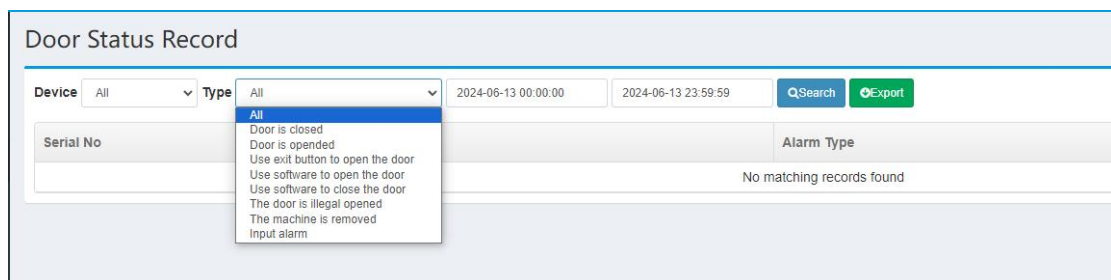 Door Status Record
Device All Type All 2024-06-13 00:00:00 2024-06-13 23:59:59 Search Export
All
Door is closed
Door is opended
Use exit button to open the door
Use software to open the door
Use software to close the door
The door is illegal opened
The machine is removed
Input alarm
Serial No Alarm Type
No matching records found